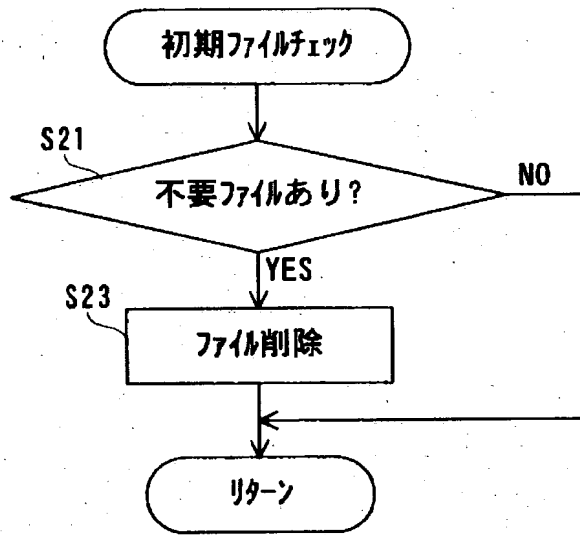 初期ファイルチェック
S21
不要ファイルあり?
NO
YES
S23
ファイル削除
リターン